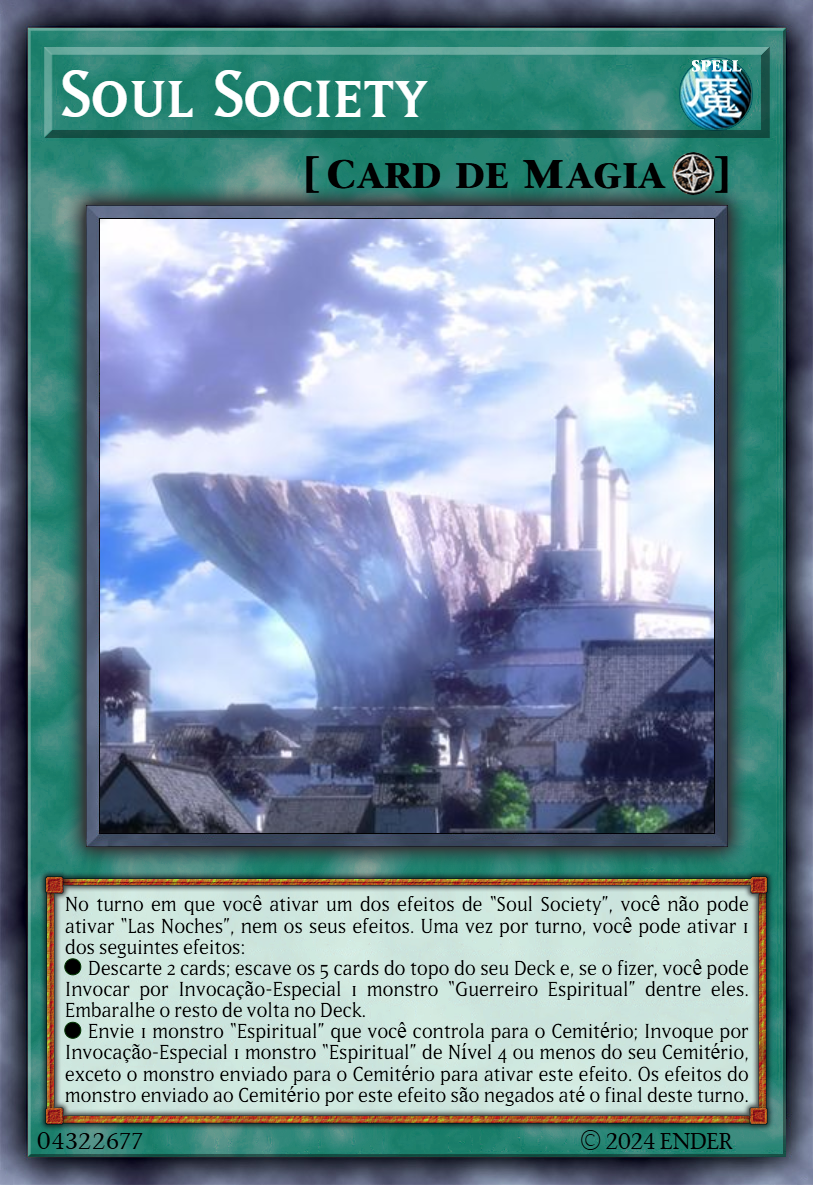 Soul Society
SPELL
魔
[Card de Magia]
No turno em que você ativar um dos efeitos de "Soul Society", você não pode
ativar "Las Noches", nem os seus efeitos. Uma vez por turno, você pode ativar 1
dos seguintes efeitos:
● Descarte 2 cards; escave os 5 cards do topo do seu Deck e, se o fizer, você pode
Invocar por Invocação-Especial 1 monstro "Guerreiro Espiritual" dentre eles.
Embaralhe o resto de volta no Deck.
● Envie 1 monstro "Espiritual" que você controla para o Cemitério; Invoque por
Invocação-Especial 1 monstro "Espiritual" de Nível 4 ou menos do seu Cemitério,
exceto o monstro enviado para o Cemitério para ativar este efeito. Os efeitos do
monstro enviado ao Cemitério por este efeito são negados até o final deste turno.
04322677
© 2024 ENDER